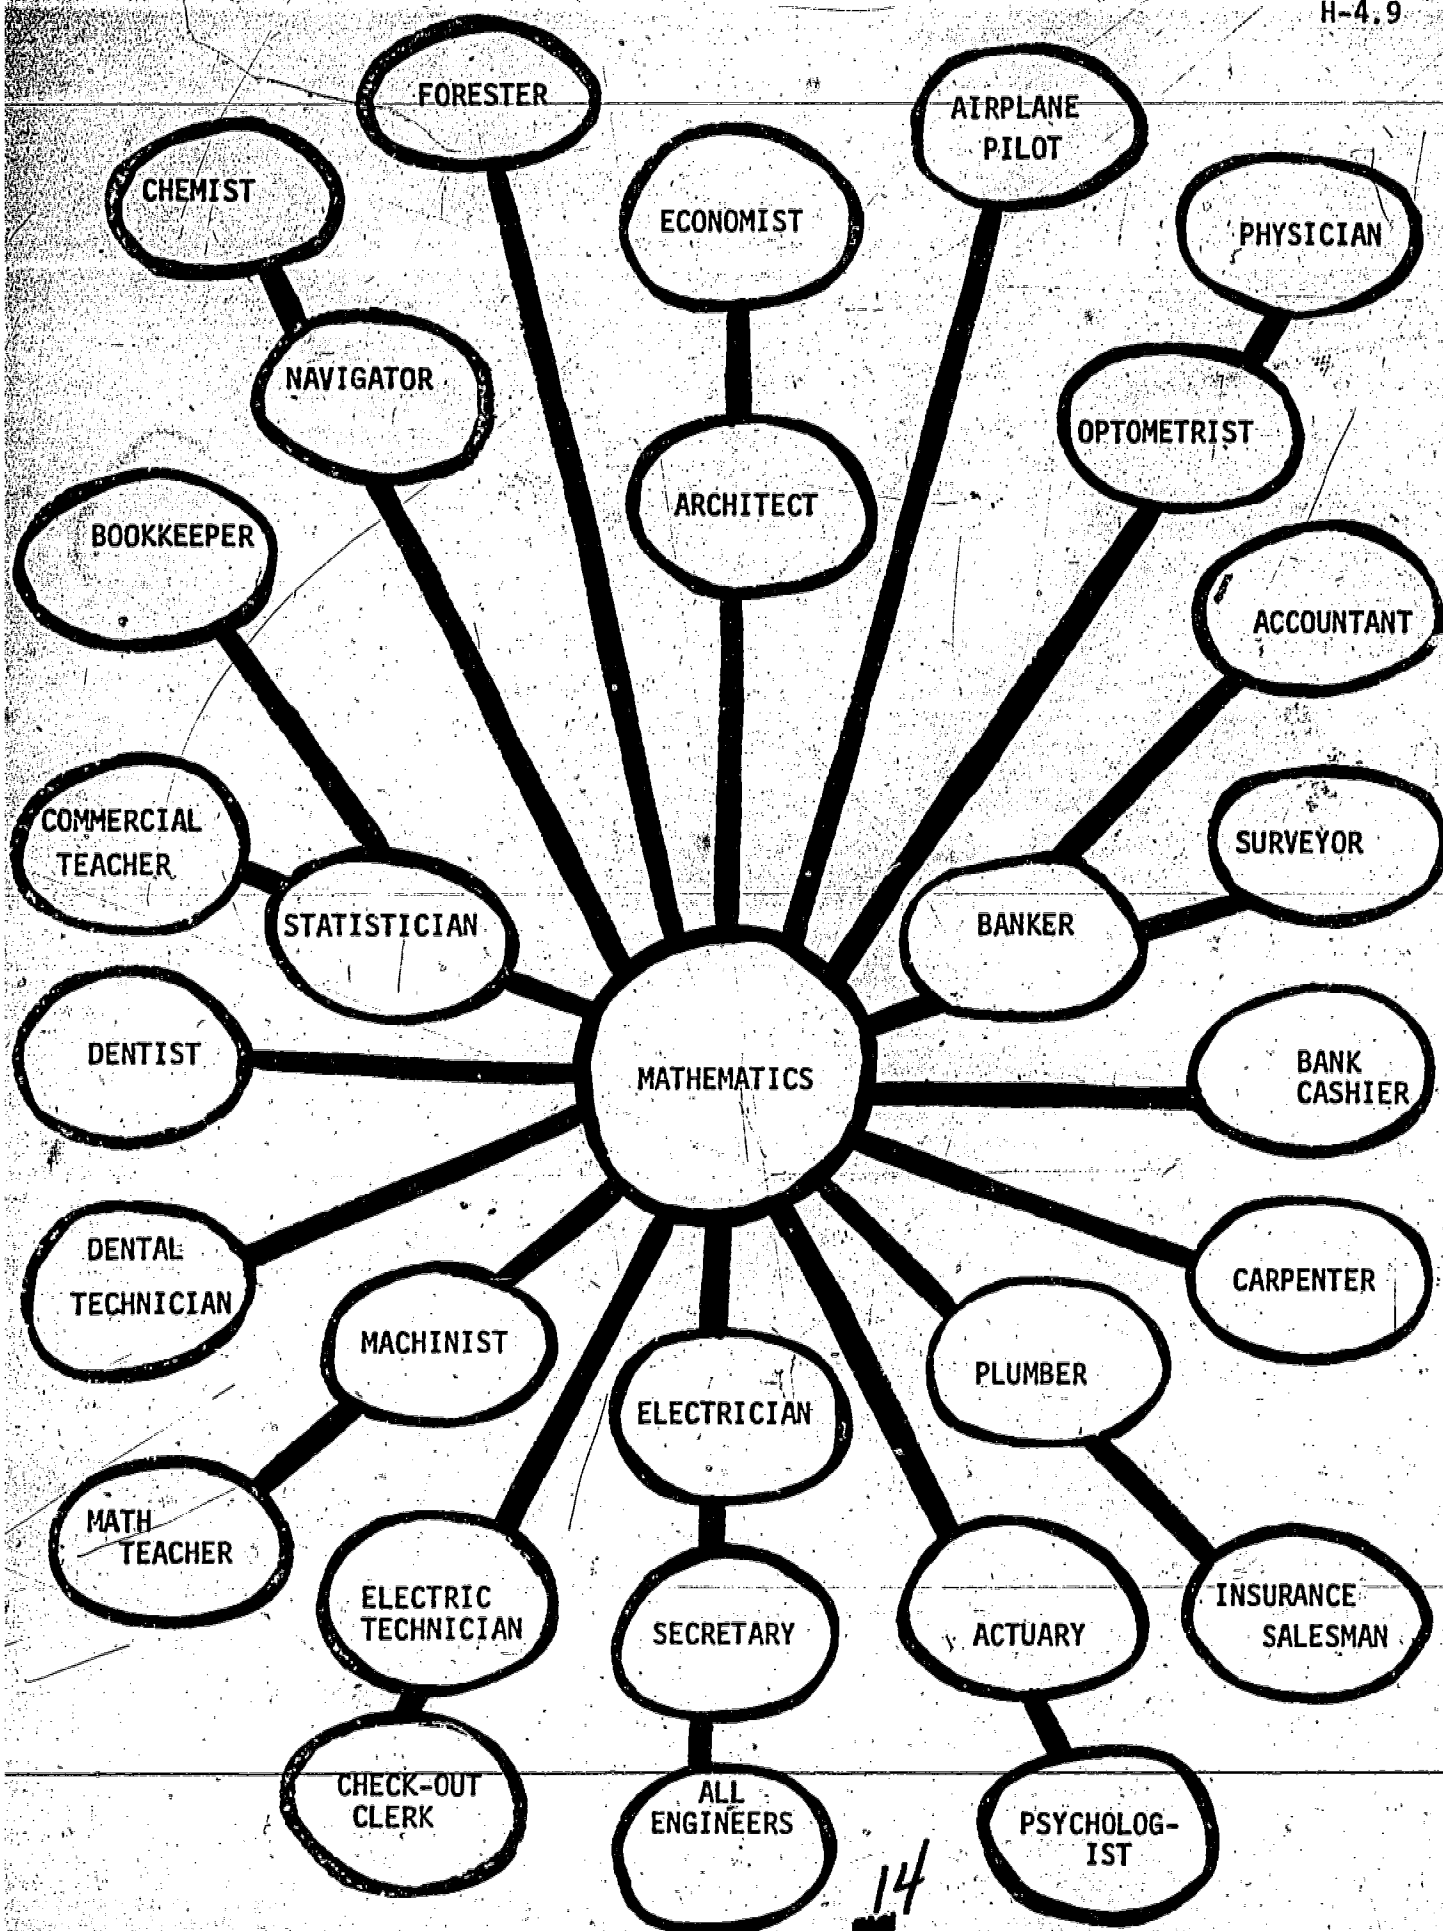 H-4.9
FORESTER
AIRPLANE
PILOT
CHEMIST
ECONOMIST
PHYSICIAN
NAVIGATOR
OPTOMETRIST
ARCHITECT
BOOKKEEPER
ACCOUNTANT
COMMERCIAL
TEACHER
SURVEYOR
STATISTICIAN
BANKER
DENTIST
MATHEMATICS
BANK
CASHIER
DENTAL
TECHNICIAN
CARPENTER
MACHINIST
PLUMBER
ELECTRICIAN
MATH
TEACHER
ELECTRIC
TECHNICIAN
SECRETARY
ACTUARY
INSURANCE
SALESMAN
CHECK-OUT
CLERK
ALL
ENGINEERS
PSYCHOLOG-
IST
14